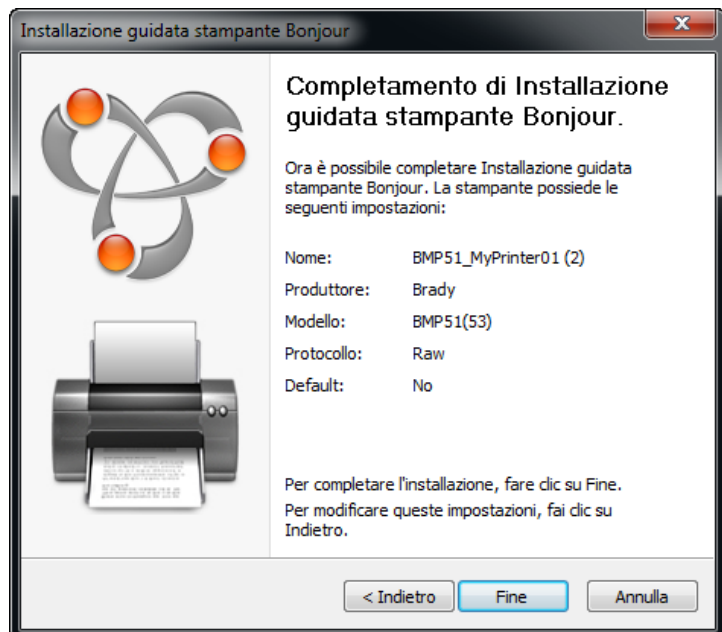 Installazione guidata stampante Bonjour
Completamento di Installazione
guidata stampante Bonjour.
Ora è possibile completare Installazione guidata
stampante Bonjour. La stampante possiede le
seguenti impostazioni:
Nome: BMP51_MyPrinter01 (2)
Produttore: Brady
Modello: BMP51(53)
Protocollo: Raw
Default: No
Per completare l'installazione, fare clic su Fine.
Per modificare queste impostazioni, fai clic su
Indietro.
< Indietro Fine Annulla